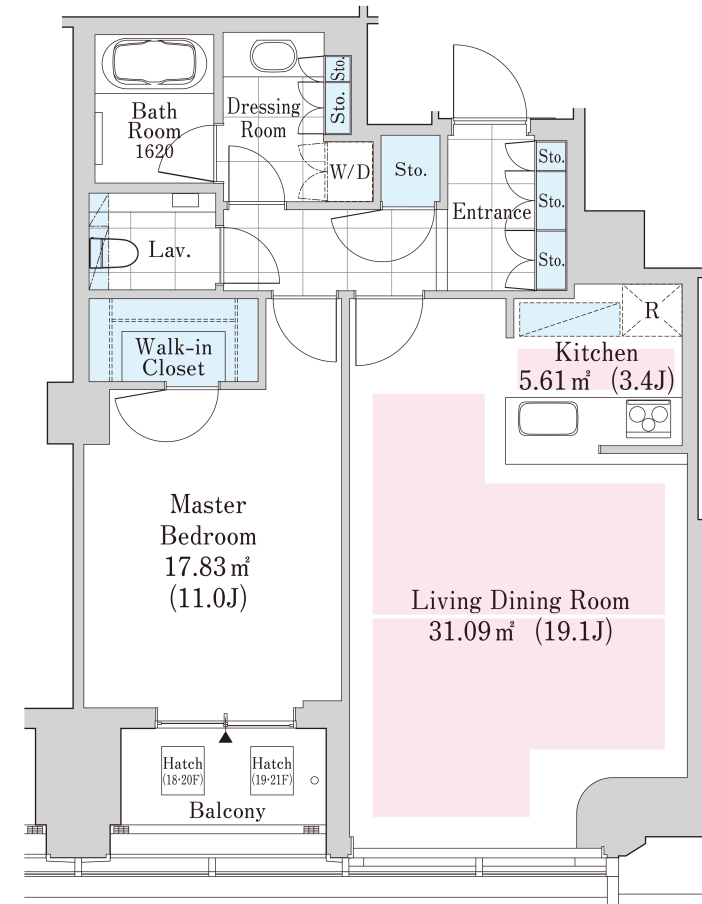 Bath
Room
1620
Dressing
Room
Sto.
Sto.
W/D
Sto.
Entrance
Sto.
Sto.
Sto.
Lav.
Walk-in
Closet
R
Kitchen
5.61㎡ (3.4J)
Master
Bedroom
17.83㎡
(11.0J)
Living Dining Room
31.09㎡ (19.1J)
Hatch
(18·20F)
Hatch
(19·21F)
Balcony